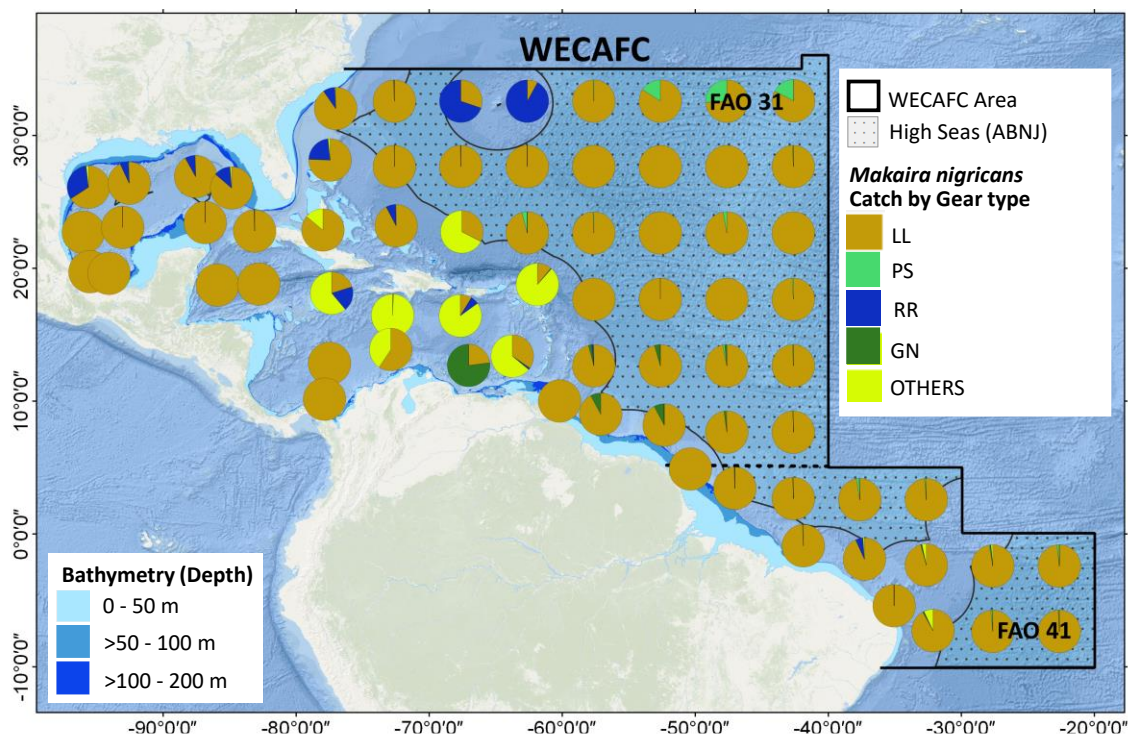 WECAFC
FAO 31
WECAFC Area
High Seas (ABNJ)
Makaira nigricans
Catch by Gear type
LL
PS
RR
GN
OTHERS
30°0'0"
20°0'0"
10°0'0"
0°0'0"
-10°0'0"
Bathymetry (Depth)
0 - 50 m
>50 - 100 m
>100 - 200 m
FAO 41
-90°0'0"
-80°0'0"
-70°0'0"
-60°0'0"
-50°0'0"
-40°0'0"
-30°0'0"
-20°0'0"